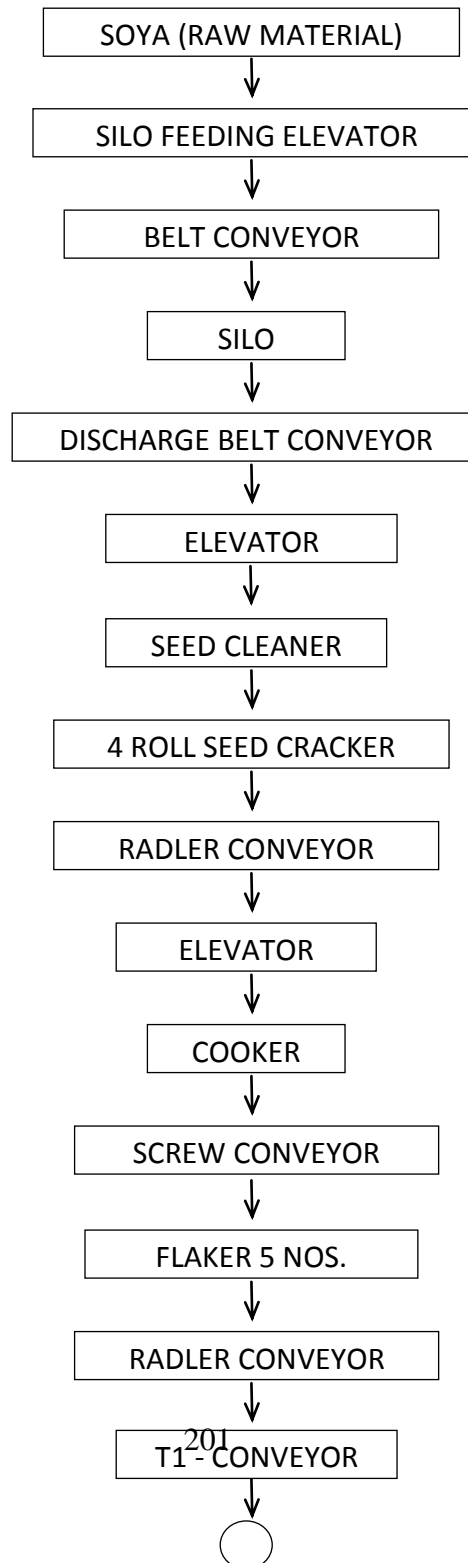 SOYA (RAW MATERIAL)
SILO FEEDING ELEVATOR
BELT CONVEYOR
SILO
DISCHARGE BELT CONVEYOR
ELEVATOR
SEED CLEANER
4 ROLL SEED CRACKER
RADLER CONVEYOR
ELEVATOR
COOKER
SCREW CONVEYOR
FLAKER 5 NOS.
RADLER CONVEYOR
201
T1 - CONVEYOR